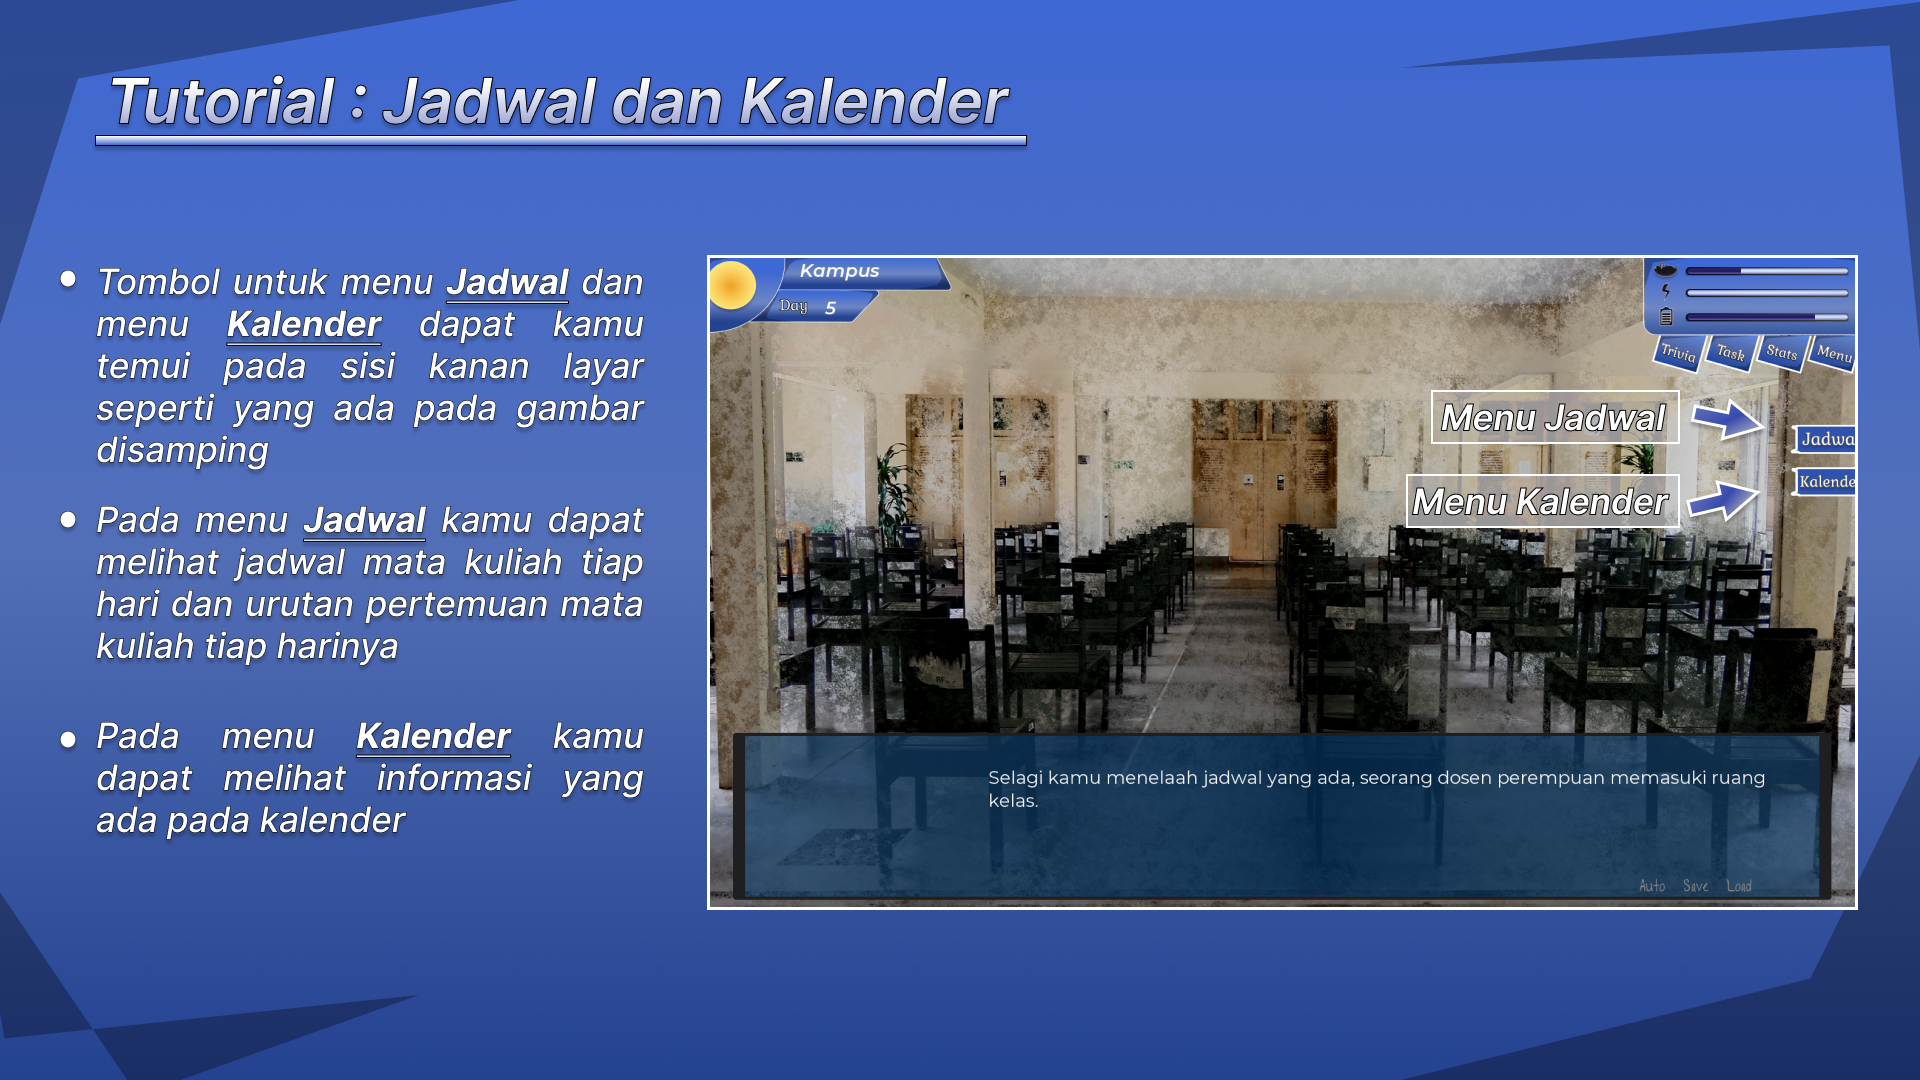 Tutorial : Jadwal dan Kalender
Tombol untuk menu Jadwal dan
menu Kalender dapat kamu
temui pada sisi kanan layar
seperti yang ada pada gambar
disamping
Pada menu Jadwal kamu dapat
melihat jadwal mata kuliah tiap
hari dan urutan pertemuan mata
kuliah tiap harinya
Pada menu Kalender kamu
dapat melihat informasi yang
ada pada kalender
Kampus
Day 5
Trivia Task Stats Menu
Menu Jadwal
Jadwa
Menu Kalender
Kalende
Selagi kamu menelaah jadwal yang ada, seorang dosen perempuan memasuki ruang
kelas.
Auto Save Load